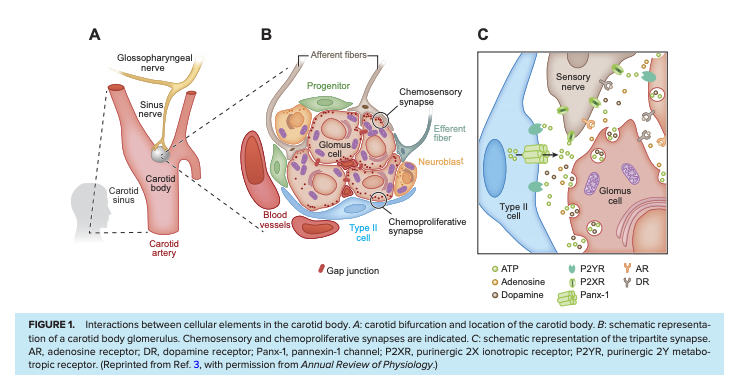 A
Glossopharyngeal
nerve
Sinus
nerve
Carotid
body
Carotid
sinus
Carotid
artery
B
Afferent fibers
Progenitor
Chemosensory
synapse
Efferent
fiber
Glomus
cell
Neuroblast
Blood
vessels
Type II
cell
Chemoproliferative
synapse
Gap junction
C
Sensory
nerve
Type II
cell
Glomus
cell
ATP
Adenosine
Dopamine
P2YR
P2XR
Panx-1
AR
DR
FIGURE 1. Interactions between cellular elements in the carotid body. A: carotid bifurcation and location of the carotid body. B: schematic representa-
tion of a carotid body glomerulus. Chemosensory and chemoproliferative synapses are indicated. C: schematic representation of the tripartite synapse.
AR, adenosine receptor; DR, dopamine receptor; Panx-1, pannexin-1 channel; P2XR, purinergic 2X ionotropic receptor; P2YR, purinergic 2Y metabo-
tropic receptor. (Reprinted from Ref. 3, with permission from Annual Review of Physiology.)